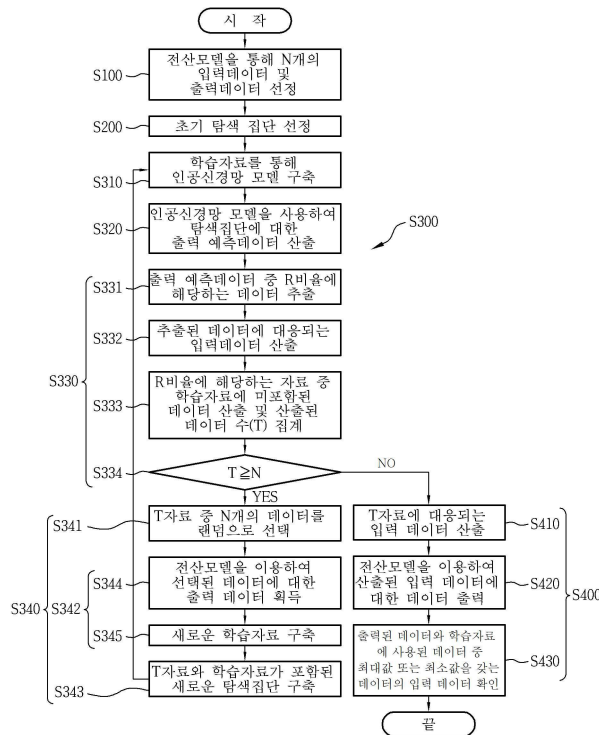 시 작
S100
전산모델을 통해 N개의
입력데이터 및
출력데이터 선정
S200
초기 탐색 집단 선정
S310
학습자료를 통해
인공신경망 모델 구축
S320
인공신경망 모델을 사용하여
탐색집단에 대한
출력 예측데이터 산출
S300
S330
S331
출력 예측데이터 중 R비율에
해당하는 데이터 추출
S332
추출된 데이터에 대응되는
입력데이터 산출
S333
R비율에 해당하는 자료 중
학습자료에 미포함된
데이터 산출 및 산출된
데이터 수(T) 집계
S334
T≧N
NO
YES
S340
S341
T자료 중 N개의 데이터를
랜덤으로 선택
S342
S344
전산모델을 이용하여
선택된 데이터에 대한
출력 데이터 획득
S345
새로운 학습자료 구축
S343
T자료와 학습자료가 포함된
새로운 탐색집단 구축
T자료에 대응되는
입력 데이터 산출
S410
전산모델을 이용하여
산출된 입력 데이터에
대한 데이터 출력
S420
S400
출력된 데이터와 학습자료
에 사용된 데이터 중
최대값 또는 최소값을 갖는
데이터의 입력 데이터 확인
S430
끝